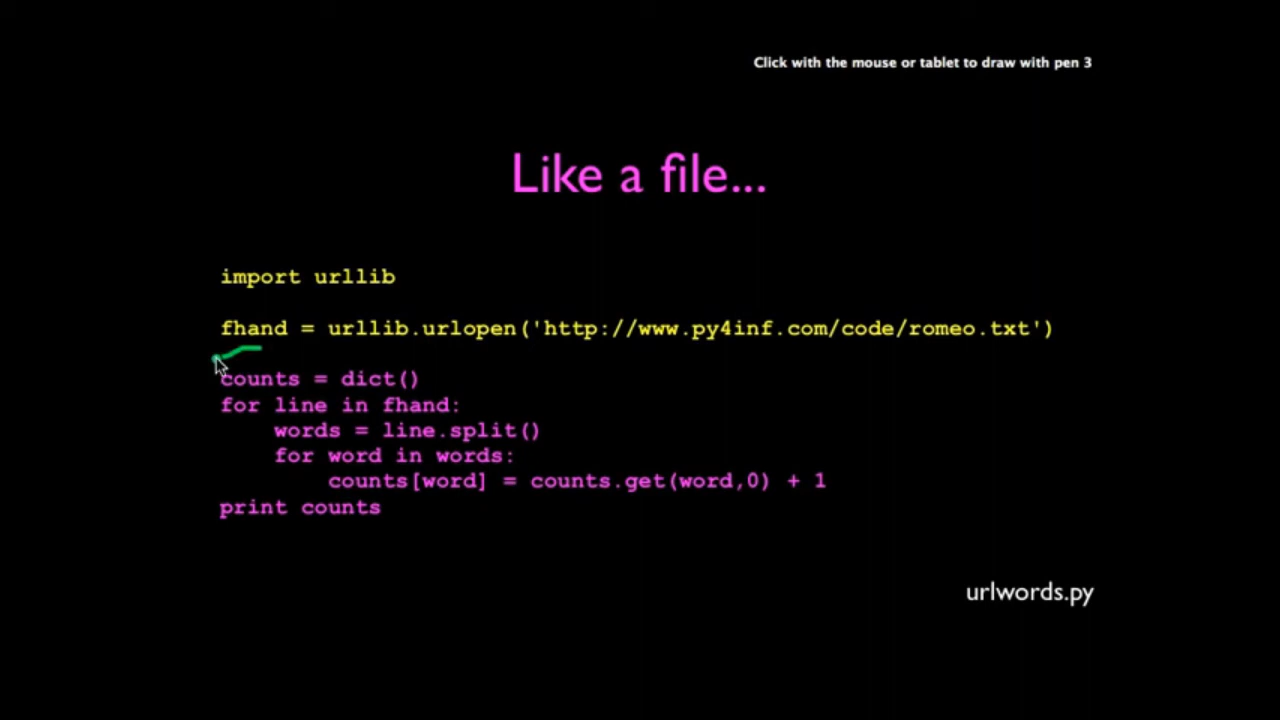 Click with the mouse or tablet to draw with pen 3
Like a file...
import urllib
fhand = urllib.urlopen('http://www.py4inf.com/code/romeo.txt')
counts = dict()
for line in fhand:
    words = line.split()
    for word in words:
        counts[word] = counts.get(word,0) + 1
print counts
urlwords.py